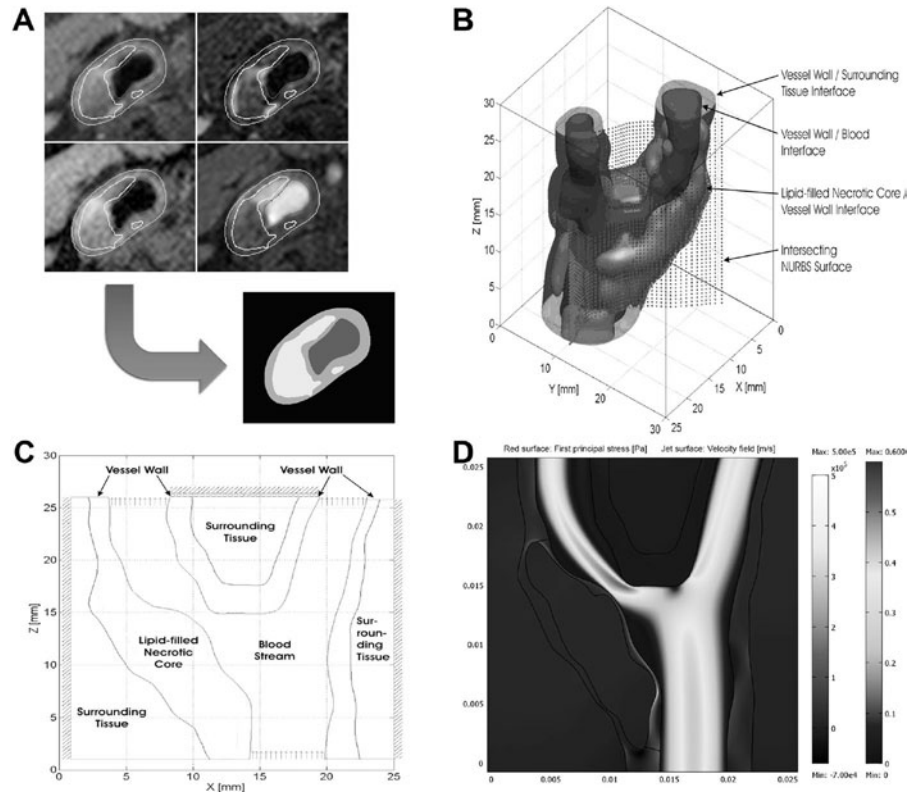 A
B
Vessel Wall / Surrounding
Tissue Interface
Vessel Wall / Blood
Interface
Lipid-filled Necrotic Core /
Vessel Wall Interface
Intersecting
NURBS Surface
Z [mm]
30
25
20
15
10
5
0
0
10
20
30
Y [mm]
0
5
10
15
20
25
X [mm]
C
Vessel Wall
Vessel Wall
Surrounding
Tissue
Lipid-filled
Necrotic
Core
Blood
Stream
Sur-
roun-
ding
Tissue
Surrounding
Tissue
Z [mm]
30
25
20
15
10
5
0
0
5
10
15
20
25
X [mm]
D
Red surface: First principal stress [Pa] Jet surface: Velocity field [m/s]
0.025
0.02
0.015
0.01
0.005
0
0
0.005
0.01
0.015
0.02
0.025
Max: 5.00e5
x10⁵
5
4
3
2
1
0
Min: -7.00e4
0.5
0.4
0.3
0.2
0.1
0
Min: 0